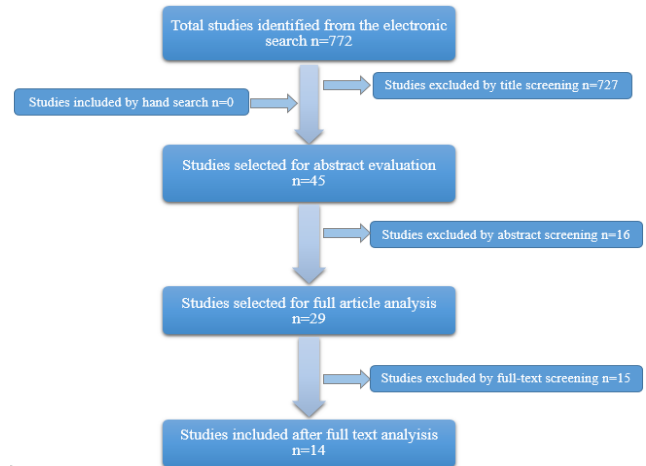 Total studies identified from the electronic
search n=772
Studies excluded by title screening n=727
Studies included by hand search n=0
Studies selected for abstract evaluation
n=45
Studies excluded by abstract screening n=16
Studies selected for full article analysis
n=29
Studies excluded by full-text screening n=15
Studies included after full text analyisis
n=14